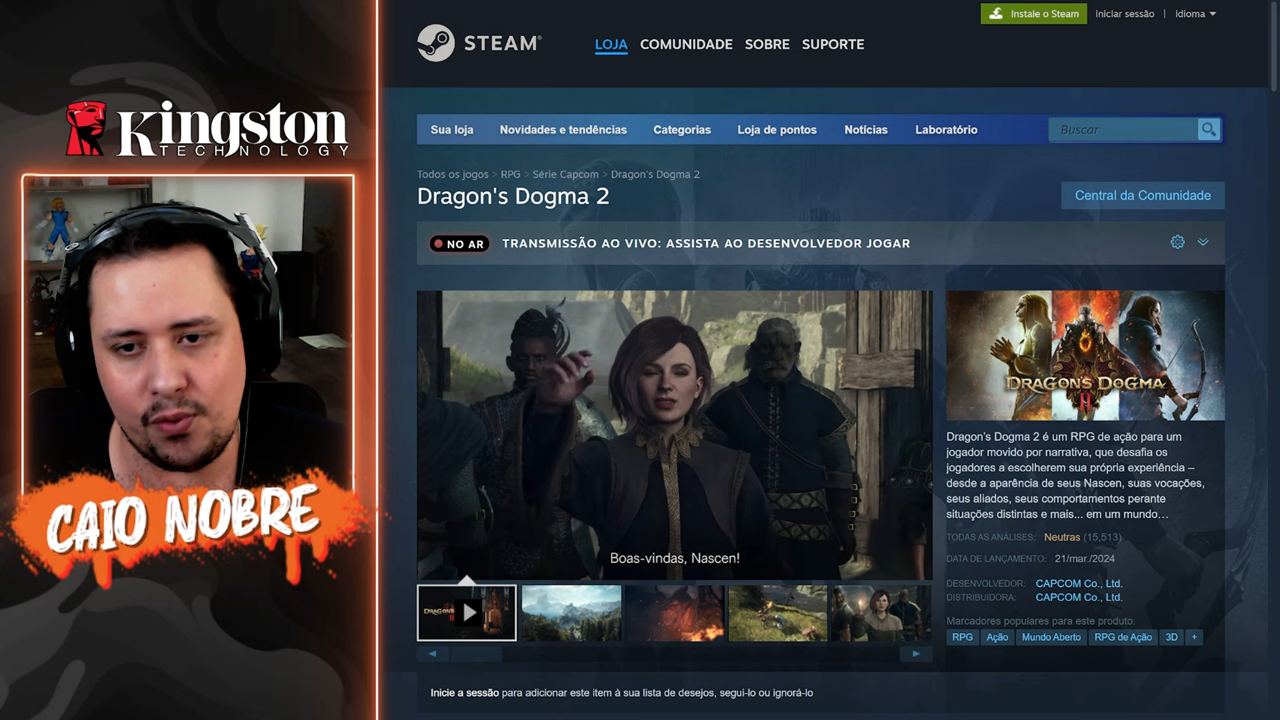 Kingston
TECHNOLOGY
CAIO NOBRE
Instale o Steam
Iniciar sessão
idioma
STEAM
LOJA
COMUNIDADE
SOBRE
SUPORTE
Sua loja
Novidades e tendências
Categorias
Loja de pontos
Notícias
Laboratório
Buscar
Todos os jogos > RPG > Série Capcom > Dragon's Dogma 2
Dragon's Dogma 2
Central da Comunidade
NO AR
TRANSMISSÃO AO VIVO: ASSISTA AO DESENVOLVEDOR JOGAR
Boas-vindas, Nascen!
DRAGON'S DOGMA
II
Dragon's Dogma 2 é um RPG de ação para um
jogador movido por narrativa, que desafia os
jogadores a escolherem sua própria experiência –
desde a aparência de seus Nascen, suas vocações,
seus aliados, seus comportamentos perante
situações distintas e mais... em um mundo…
TODAS AS ANÁLISES: Neutras (15,513)
DATA DE LANÇAMENTO: 21/mar./2024
DESENVOLVEDOR: CAPCOM Co., Ltd.
DISTRIBUIDORA: CAPCOM Co., Ltd.
Marcadores populares para este produto:
RPG
Ação
Mundo Aberto
RPG de Ação
3D
+
Inicie a sessão para adicionar este item à sua lista de desejos, segui-lo ou ignorá-lo